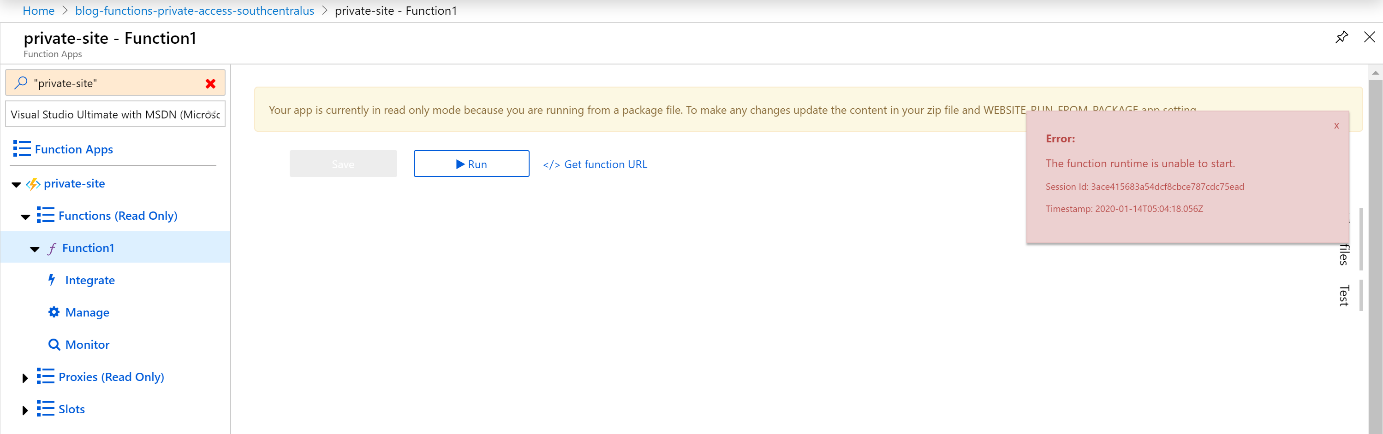 Home > blog-functions-private-access-southcentralus > private-site - Function1
private-site - Function1
Function Apps
"private-site"
Visual Studio Ultimate with MSDN (Micros
Function Apps
private-site
Functions (Read Only)
Function1
Integrate
Manage
Monitor
Proxies (Read Only)
Slots
Your app is currently in read only mode because you are running from a package file. To make any changes update the content in your zip file and WEBSITE_RUN_FROM_PACKAGE app setting.
Save
Run
</> Get function URL
x
Error:
The function runtime is unable to start.
Session Id: 3ace415683a54dcf8cbce787cdc75ead
Timestamp: 2020-01-14T05:04:18.056Z
files
Test